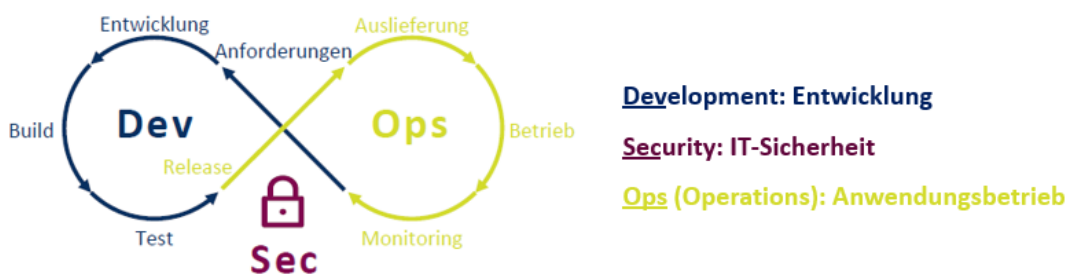 Entwicklung
Auslieferung
Anforderungen
Build
Dev
Ops
Betrieb
Release
Test
Monitoring
Sec
Development: Entwicklung
Security: IT-Sicherheit
Ops (Operations): Anwendungsbetrieb